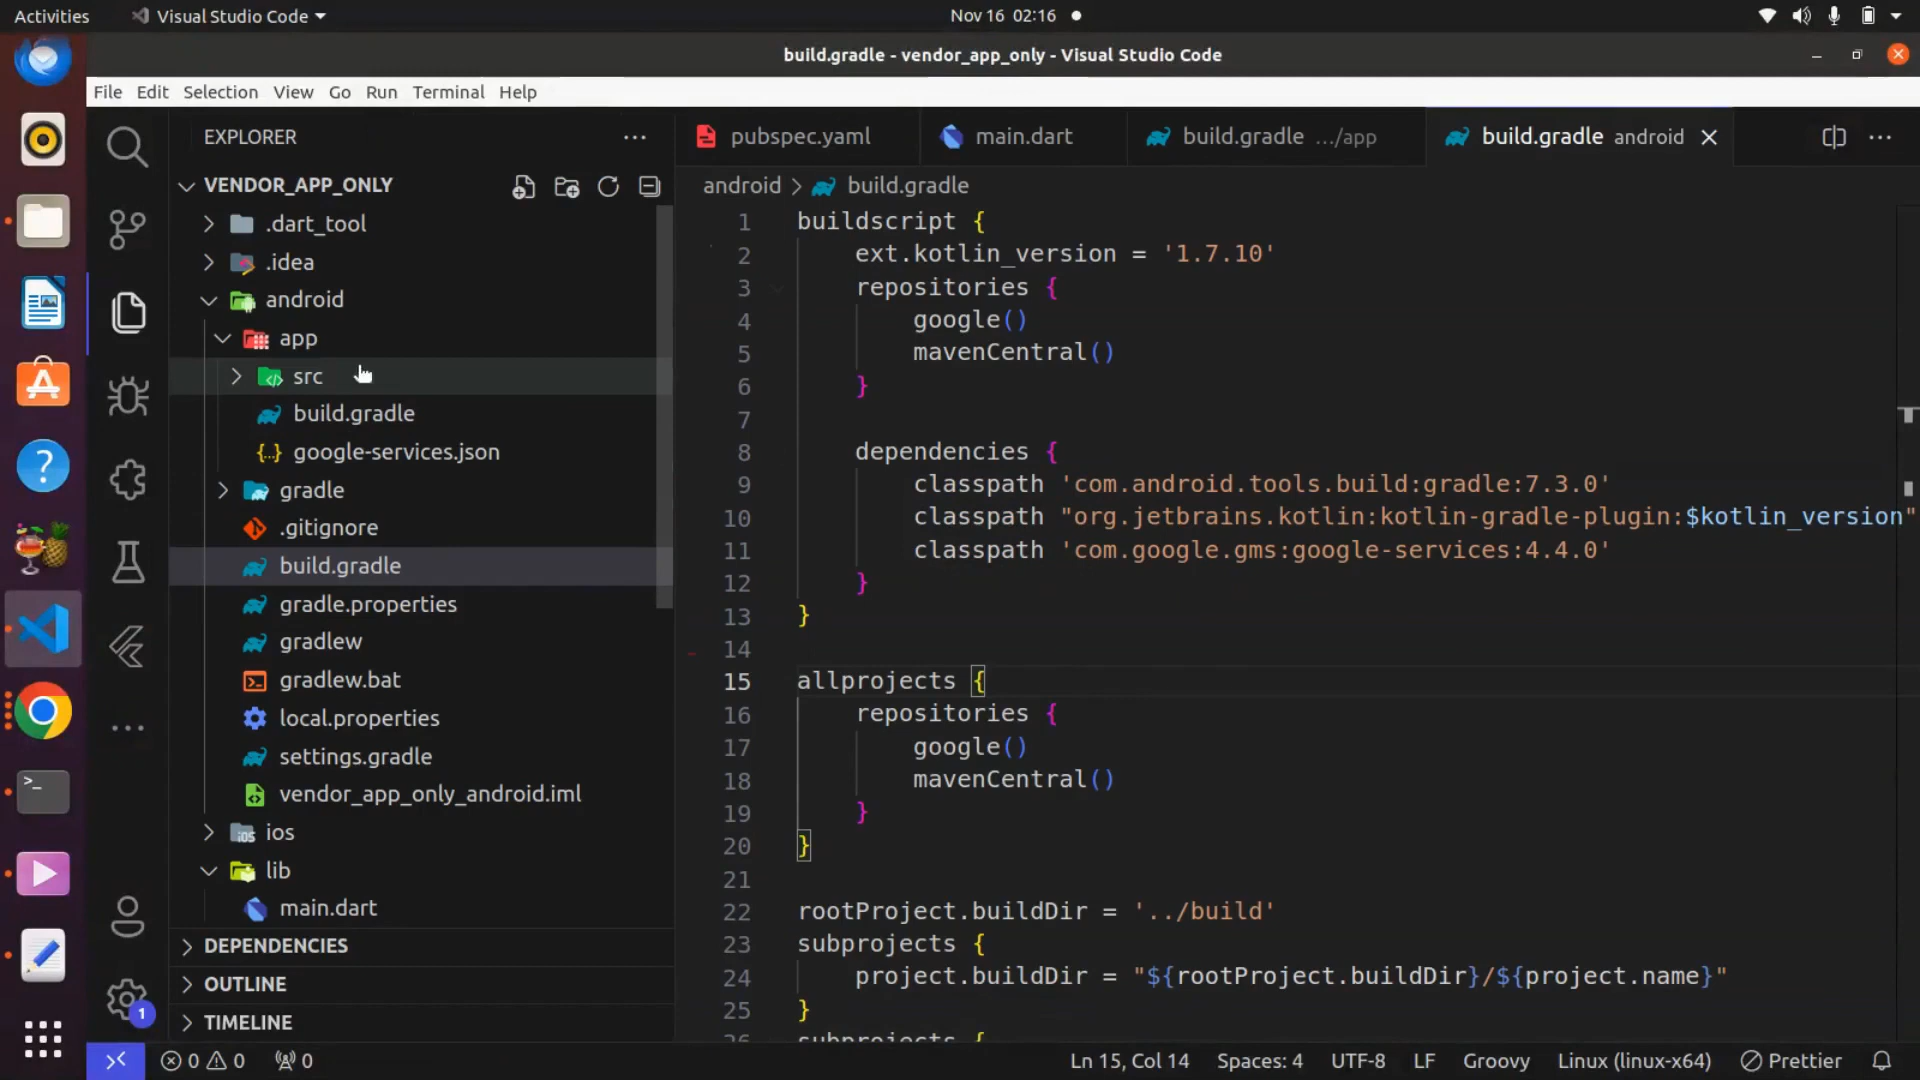 Activities Visual Studio Code Nov 16 02:16
build.gradle - vendor_app_only - Visual Studio Code
File Edit Selection View Go Run Terminal Help
EXPLORER
VENDOR_APP_ONLY
.dart_tool
.idea
android
app
src
build.gradle
google-services.json
gradle
.gitignore
build.gradle
gradle.properties
gradlew
gradlew.bat
local.properties
settings.gradle
vendor_app_only_android.iml
ios
lib
main.dart
DEPENDENCIES
OUTLINE
TIMELINE
pubspec.yaml main.dart build.gradle .../app build.gradle android
android > build.gradle
1 buildscript {
2 ext.kotlin_version = '1.7.10'
3 repositories {
4 google()
5 mavenCentral()
6 }
7
8 dependencies {
9 classpath 'com.android.tools.build:gradle:7.3.0'
10 classpath "org.jetbrains.kotlin:kotlin-gradle-plugin:$kotlin_version"
11 classpath 'com.google.gms:google-services:4.4.0'
12 }
13 }
14
15 allprojects {
16 repositories {
17 google()
18 mavenCentral()
19 }
20 }
21
22 rootProject.buildDir = '../build'
23 subprojects {
24 project.buildDir = "${rootProject.buildDir}/${project.name}"
25 }
26 subprojects {
1
0 0 0 Ln 15, Col 14 Spaces: 4 UTF-8 LF Groovy Linux (linux-x64) Prettier